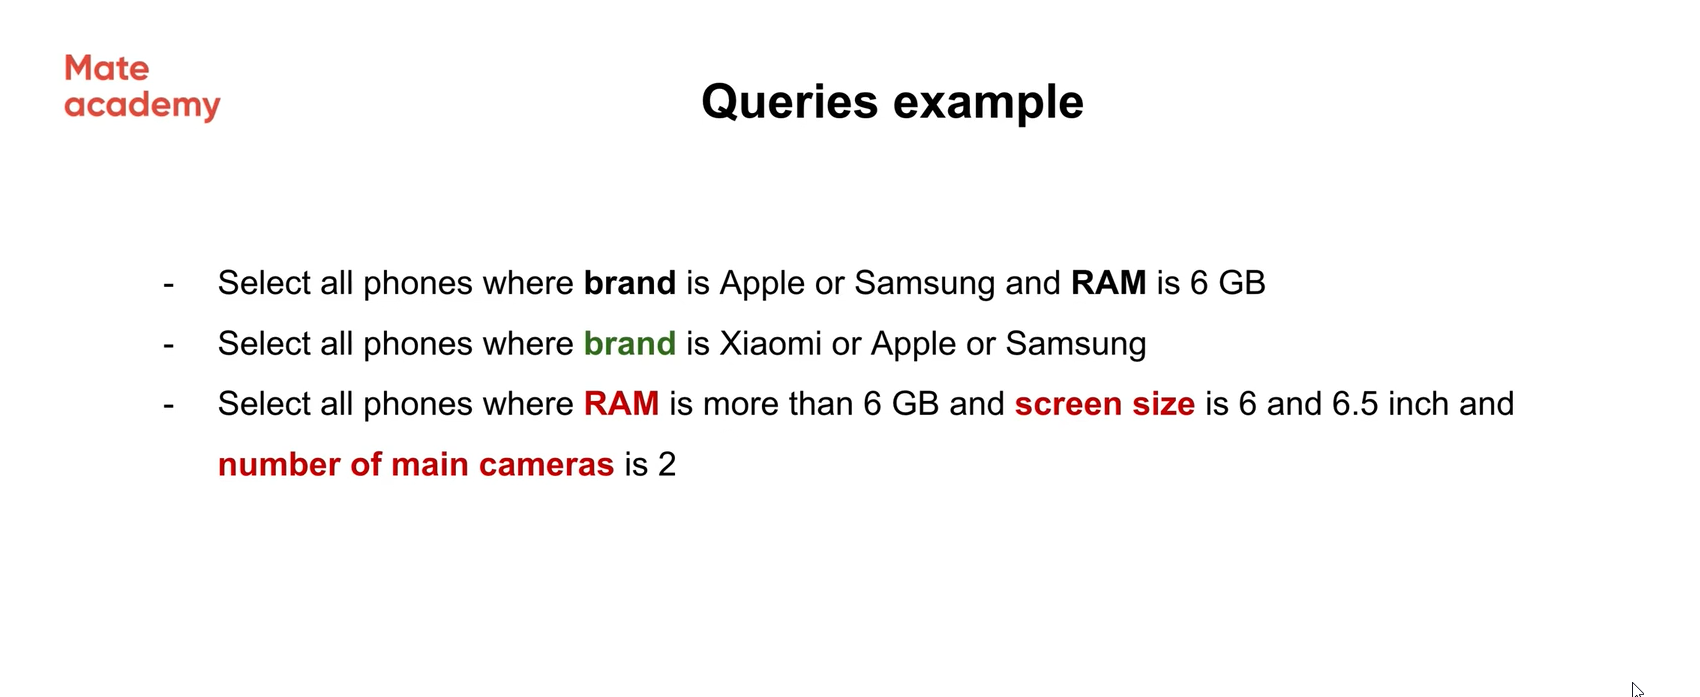 Mate
academy
Queries example
- Select all phones where brand is Apple or Samsung and RAM is 6 GB
- Select all phones where brand is Xiaomi or Apple or Samsung
- Select all phones where RAM is more than 6 GB and screen size is 6 and 6.5 inch and
number of main cameras is 2